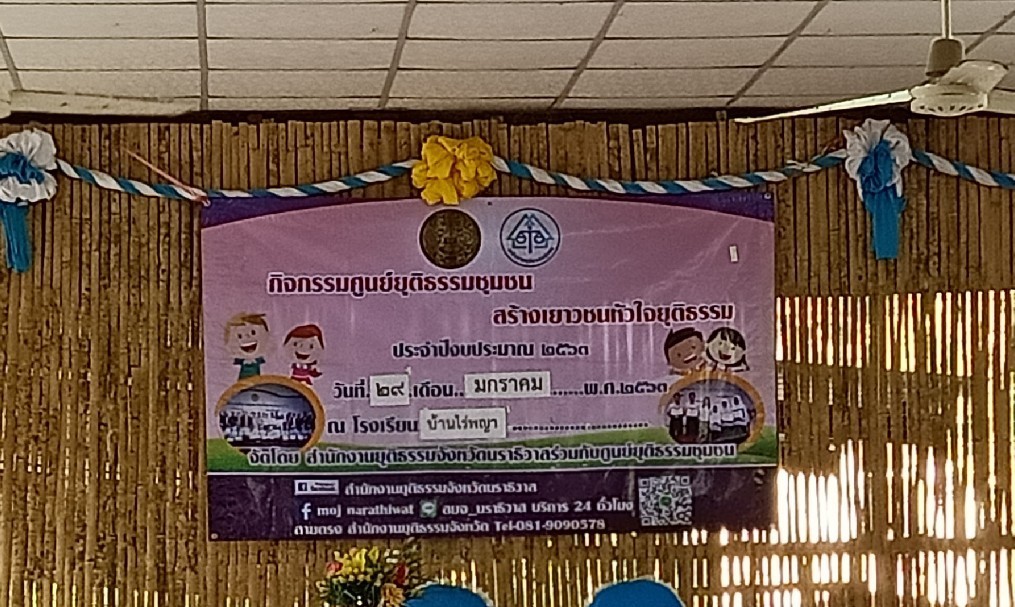 กิจกรรมศูนย์ยุติธรรมชุมชน
สร้างเยาวชนหัวใจยุติธรรม
ประจำปีงบประมาณ ๒๕๖๓
วันที่. ๒๙ .เดือน.. มกราคม ......พ.ศ.๒๕๖๓
ณ โรงเรียน บ้านไร่พญา ..........................
จัดโดย สำนักงานยุติธรรมจังหวัดนราธิวาสร่วมกับศูนย์ยุติธรรมชุมชน
สำนักงานยุติธรรมจังหวัดนราธิวาส
moj narathiwat สยจ_นราธิวาส บริการ 24 ชั่วโมง
สายตรง สำนักงานยุติธรรมจังหวัด Tel-081-9090578